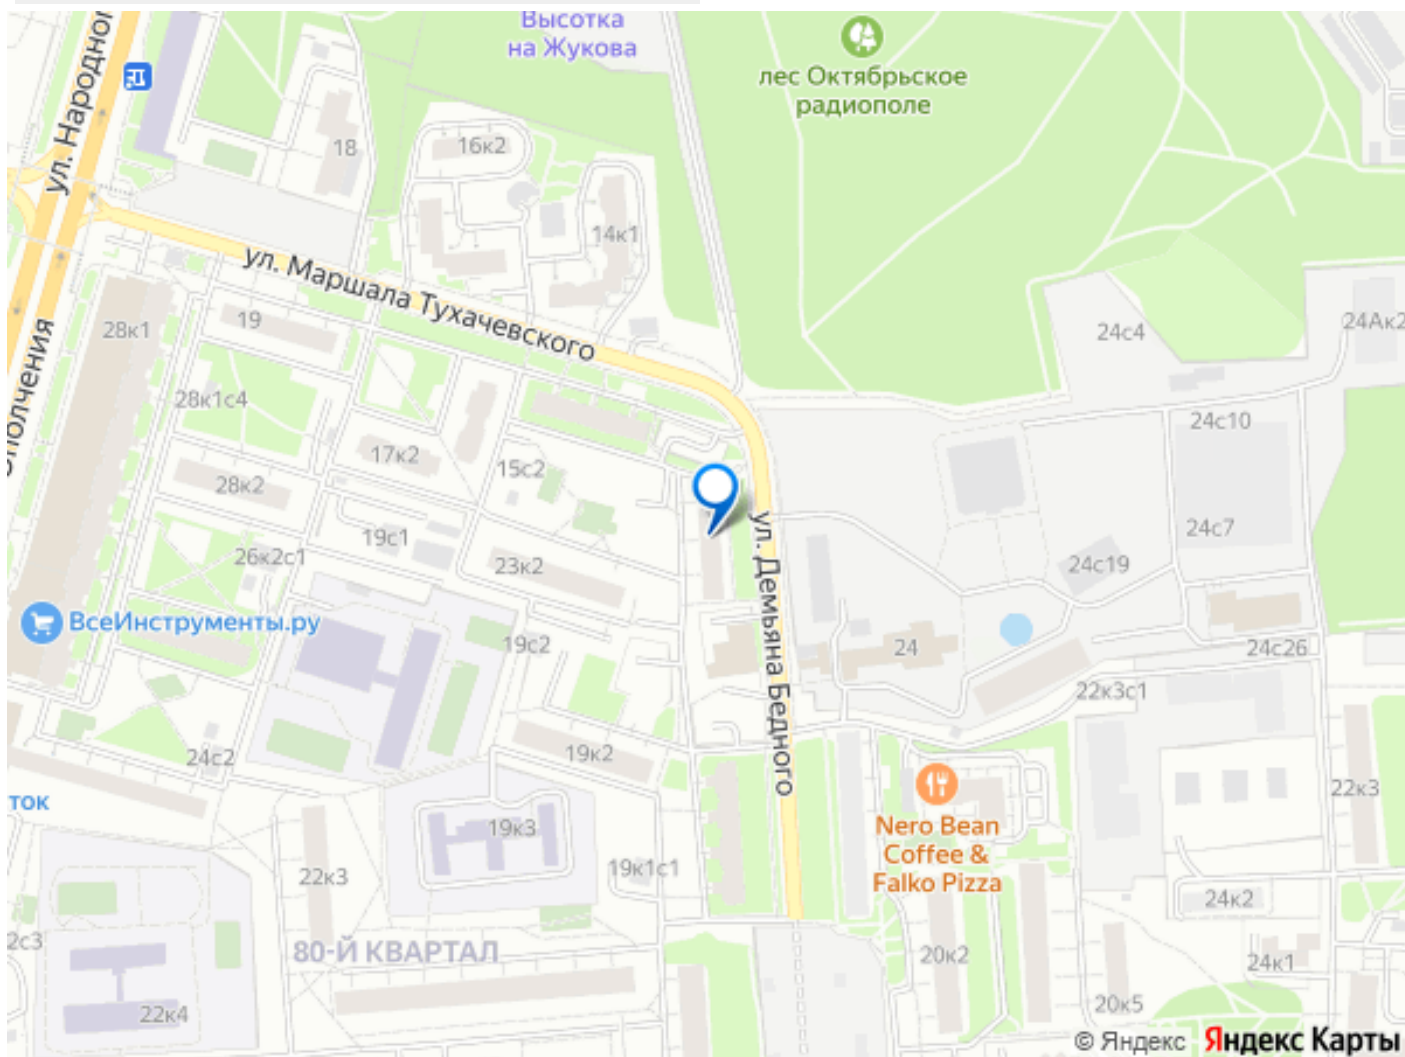 Высотка
на Жукова
лес Октябрьское
радиополе
ул. Народного
18
16к2
14к1
ул. Маршала Тухачевского
28к1
19
24с4
24Ак2
28к1с4
24с10
17к2
15с2
28к2
24с7
19с1
26к2с1
23к2
24с19
ул. Демьяна Бедного
ВсеИнструменты.ру
19с2
24
24с26
22к3с1
24с2
19к2
ток
22к3
Nero Bean
Coffee &
Falko Pizza
19к3
19к1с1
22к3
24к2
2с3
80-Й КВАРТАЛ
20к2
24к1
20к5
22к4
© Яндекс Яндекс Карты